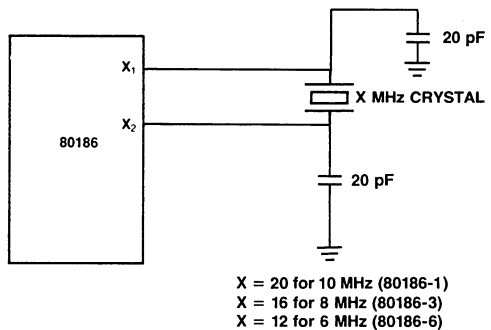 20 pF
X₁
X MHz CRYSTAL
X₂
80186
20 pF
X = 20 for 10 MHz (80186-1)
X = 16 for 8 MHz (80186-3)
X = 12 for 6 MHz (80186-6)